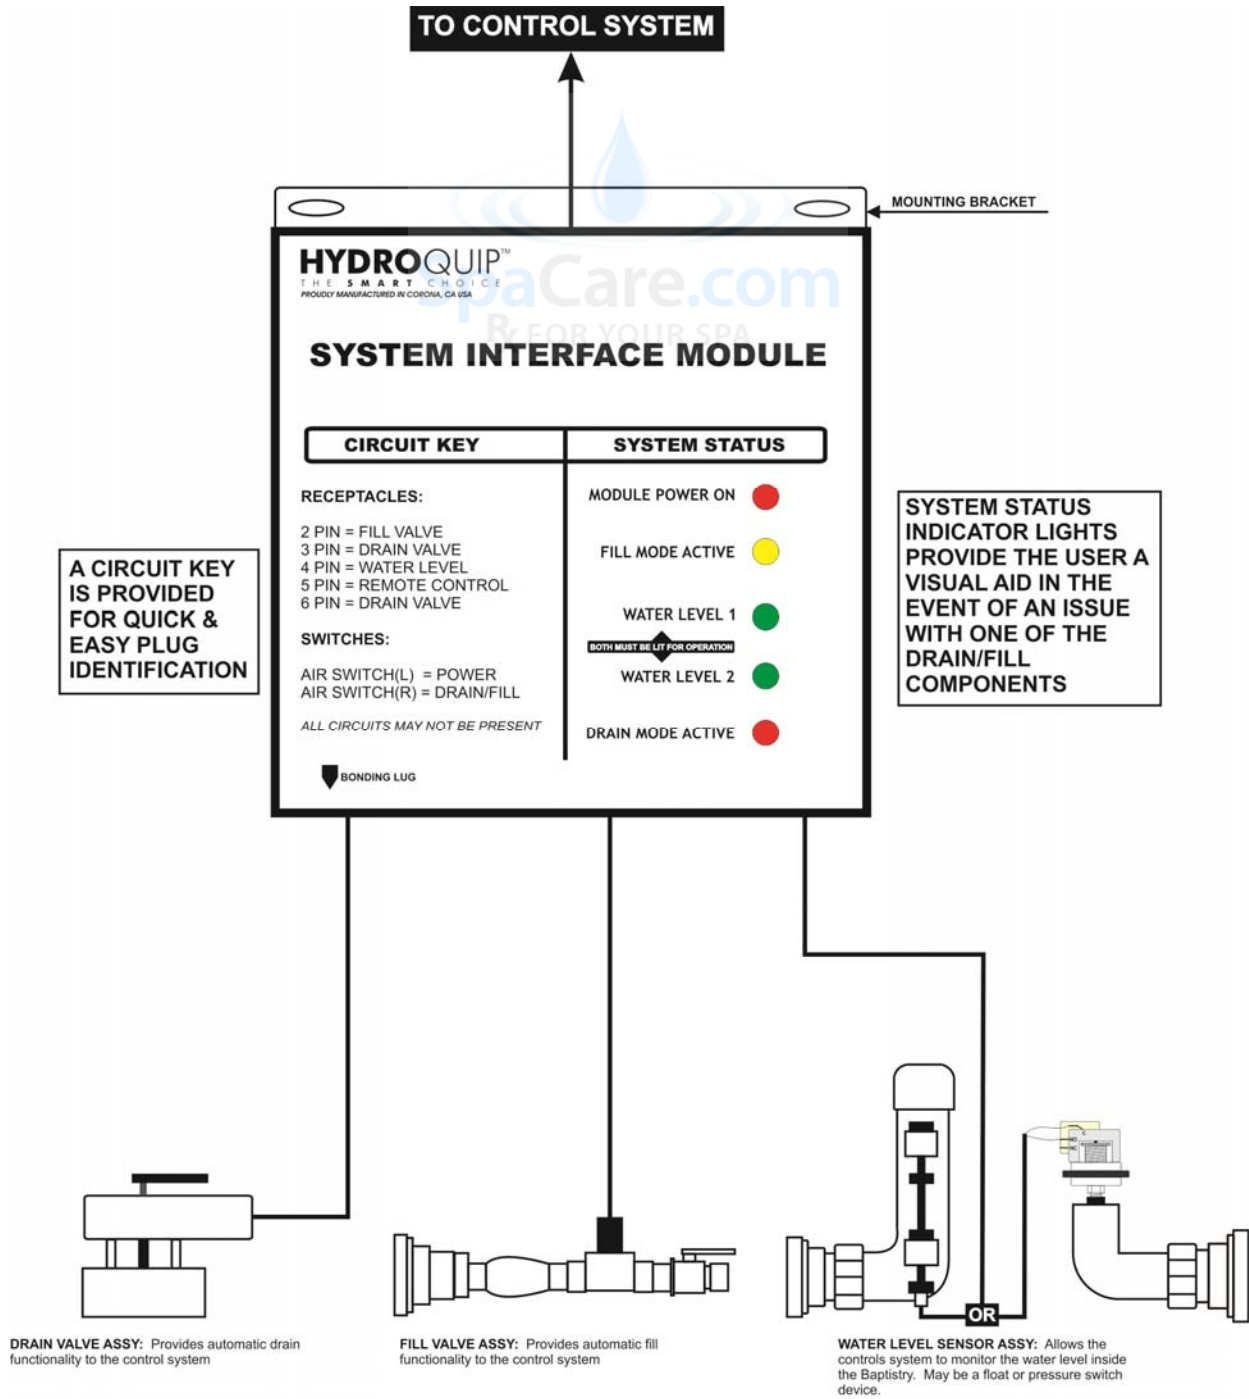 TO CONTROL SYSTEM
MOUNTING BRACKET
HYDROQUIP™
THE SMART CHOICE
PROUDLY MANUFACTURED IN CORONA, CA USA
SpaCare.com
Rx FOR YOUR SPA
SYSTEM INTERFACE MODULE
CIRCUIT KEY
RECEPTACLES:
2 PIN = FILL VALVE
3 PIN = DRAIN VALVE
4 PIN = WATER LEVEL
5 PIN = REMOTE CONTROL
6 PIN = DRAIN VALVE
SWITCHES:
AIR SWITCH(L) = POWER
AIR SWITCH(R) = DRAIN/FILL
ALL CIRCUITS MAY NOT BE PRESENT
BONDING LUG
SYSTEM STATUS
MODULE POWER ON
FILL MODE ACTIVE
WATER LEVEL 1
BOTH MUST BE LIT FOR OPERATION
WATER LEVEL 2
DRAIN MODE ACTIVE
A CIRCUIT KEY
IS PROVIDED
FOR QUICK &
EASY PLUG
IDENTIFICATION
SYSTEM STATUS
INDICATOR LIGHTS
PROVIDE THE USER A
VISUAL AID IN THE
EVENT OF AN ISSUE
WITH ONE OF THE
DRAIN/FILL
COMPONENTS
OR
DRAIN VALVE ASSY: Provides automatic drain
functionality to the control system
FILL VALVE ASSY: Provides automatic fill
functionality to the control system
WATER LEVEL SENSOR ASSY: Allows the
controls system to monitor the water level inside
the Baptistry. May be a float or pressure switch
device.